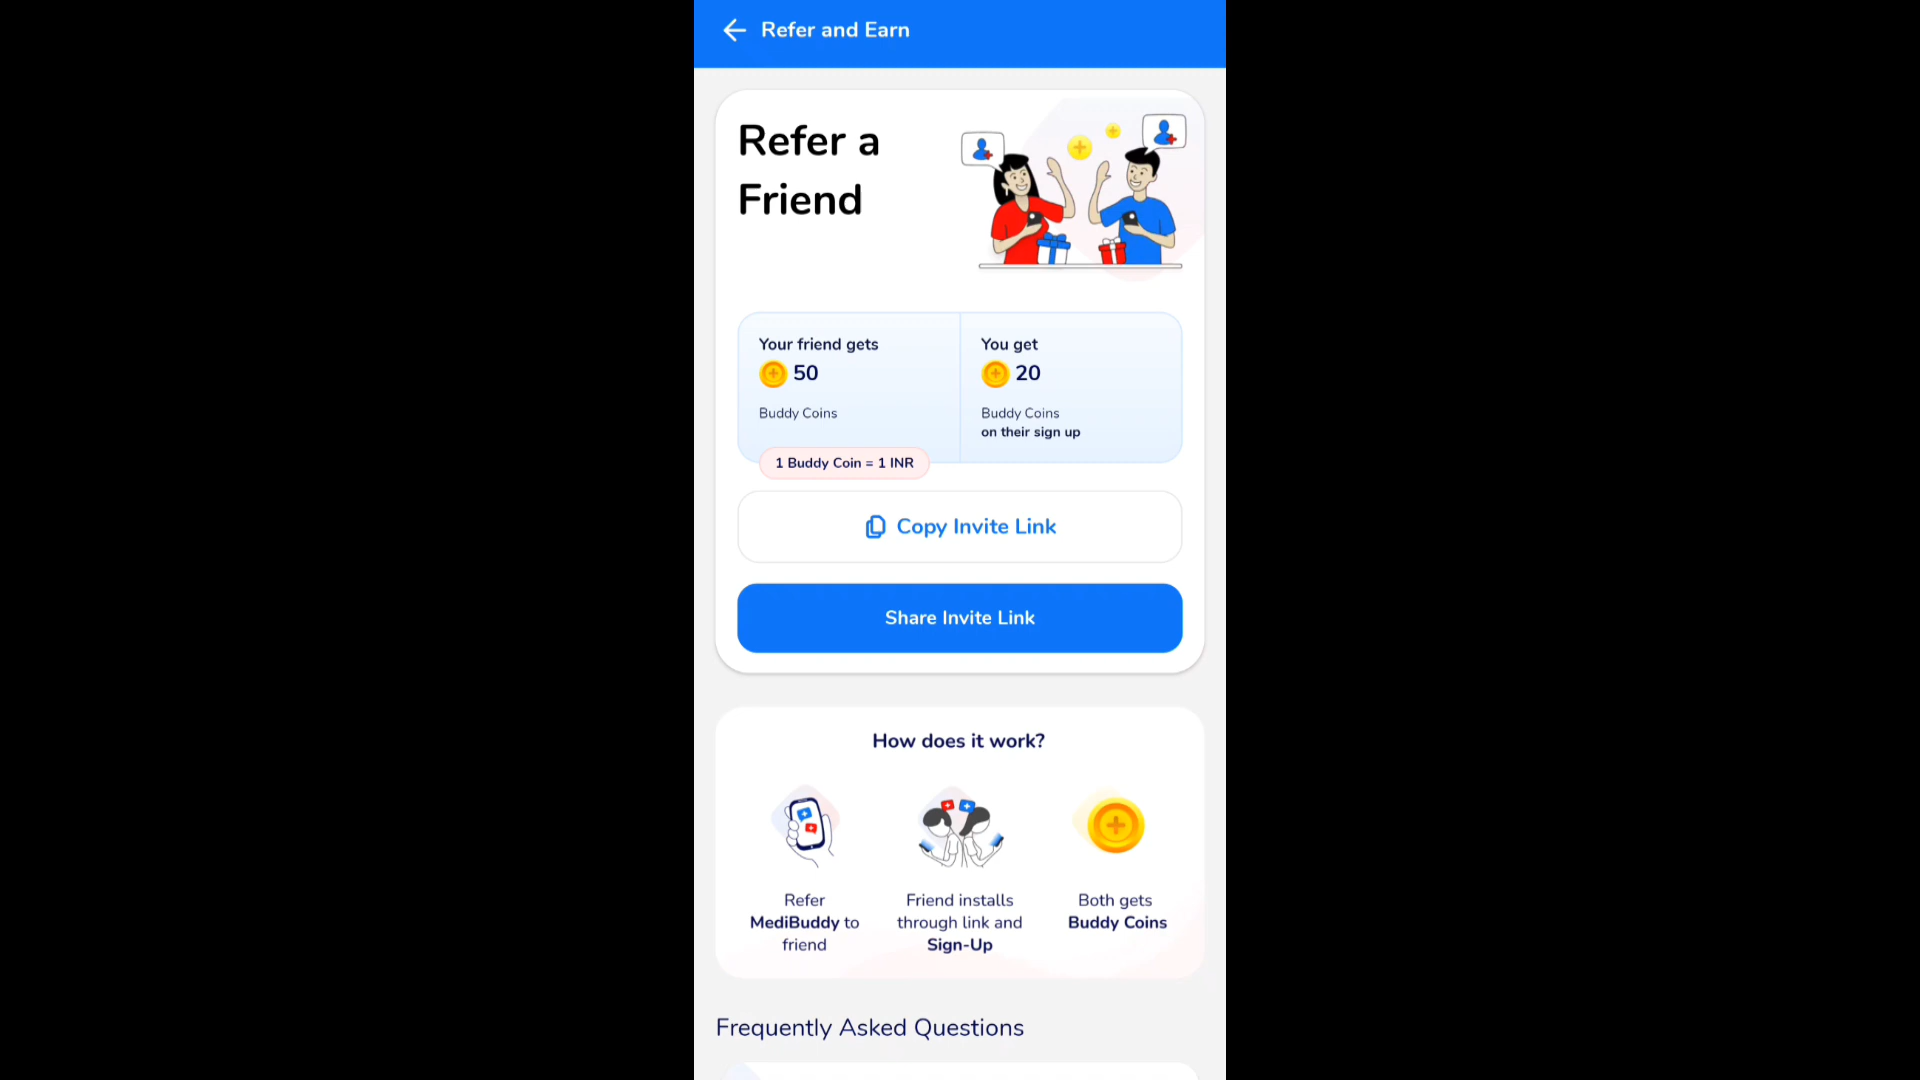 Refer and Earn
Refer a
Friend
Your friend gets
50
Buddy Coins
You get
20
Buddy Coins
on their sign up
1 Buddy Coin = 1 INR
Copy Invite Link
Share Invite Link
How does it work?
Refer
MediBuddy to
friend
Friend installs
through link and
Sign-Up
Both gets
Buddy Coins
Frequently Asked Questions